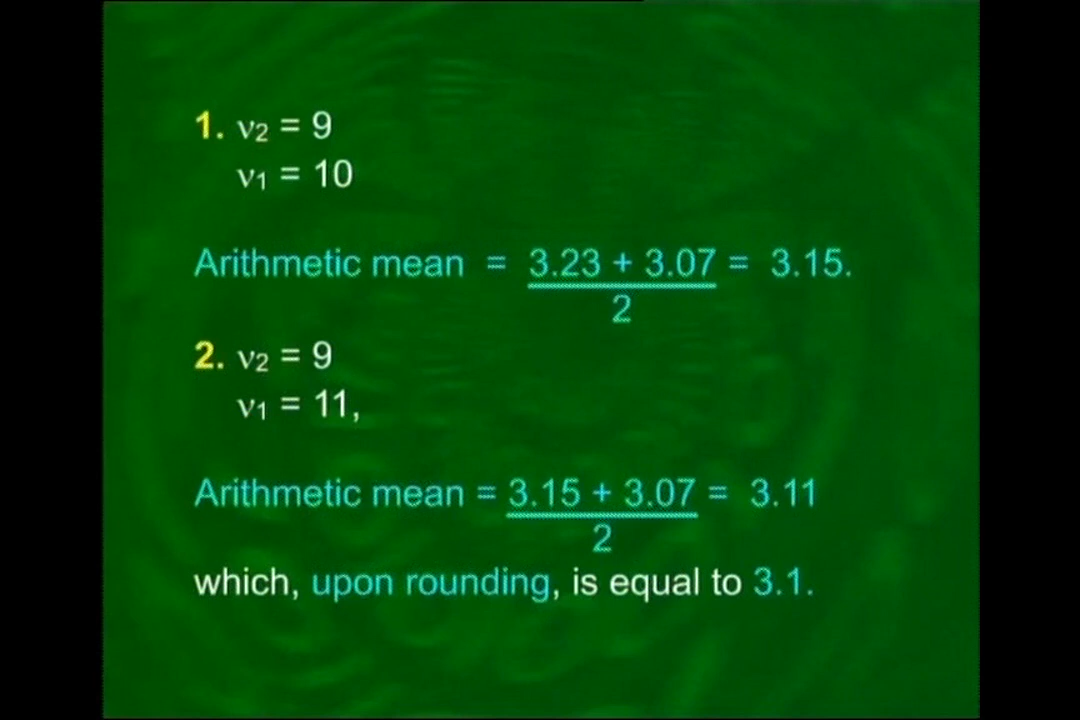 1. ν2 = 9
ν1 = 10
Arithmetic mean = 3.23 + 3.07 = 3.15.
2
2. ν2 = 9
ν1 = 11,
Arithmetic mean = 3.15 + 3.07 = 3.11
2
which, upon rounding, is equal to 3.1.